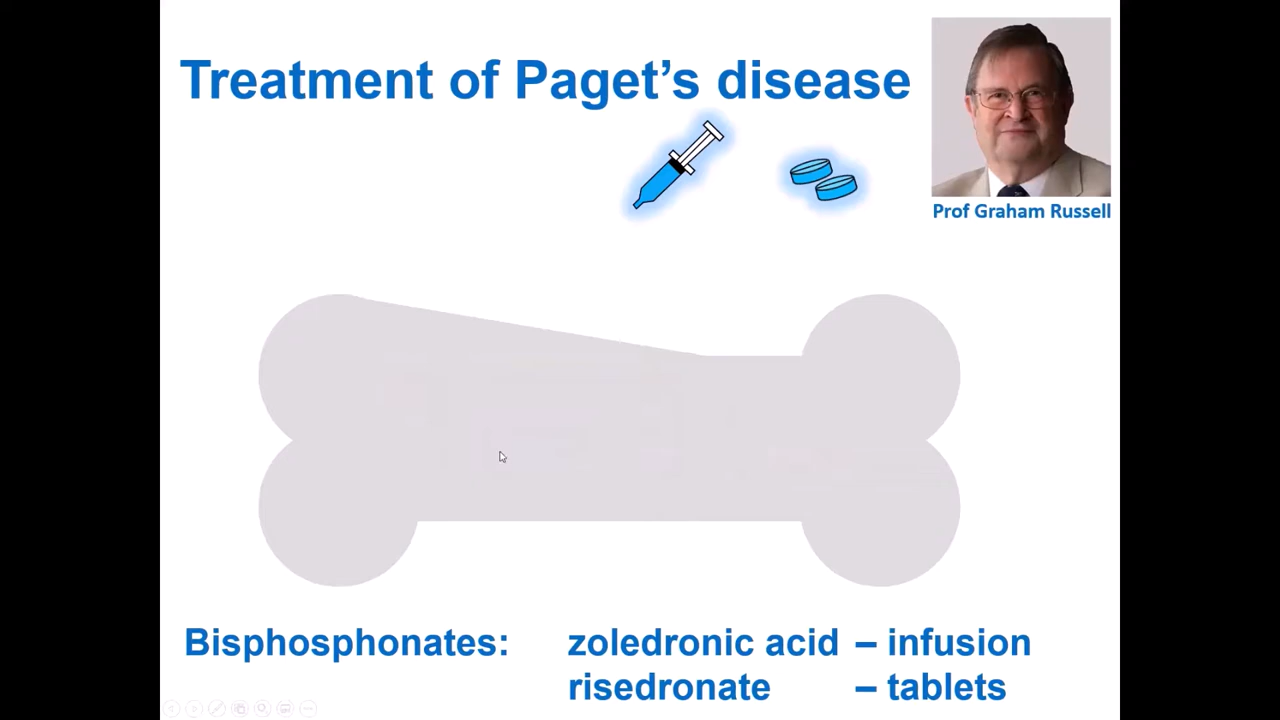 Treatment of Paget's disease
Prof Graham Russell
Bisphosphonates: zoledronic acid – infusion
risedronate – tablets